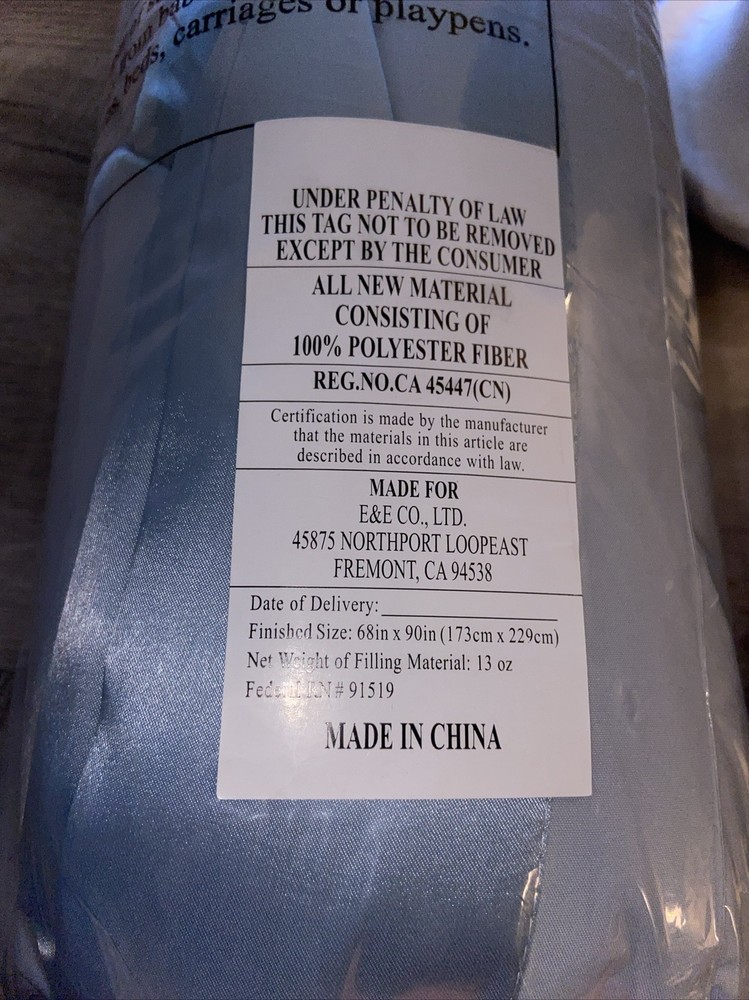 from
beds, carriages or playpens.
UNDER PENALTY OF LAW
THIS TAG NOT TO BE REMOVED
EXCEPT BY THE CONSUMER
ALL NEW MATERIAL
CONSISTING OF
100% POLYESTER FIBER
REG.NO.CA 45447(CN)
Certification is made by the manufacturer
that the materials in this article are
described in accordance with law.
MADE FOR
E&E CO., LTD.
45875 NORTHPORT LOOPEAST
FREMONT, CA 94538
Date of Delivery:
Finished Size: 68in x 90in (173cm x 229cm)
Net Weight of Filling Material: 13 oz
Federal RN# 91519
MADE IN CHINA